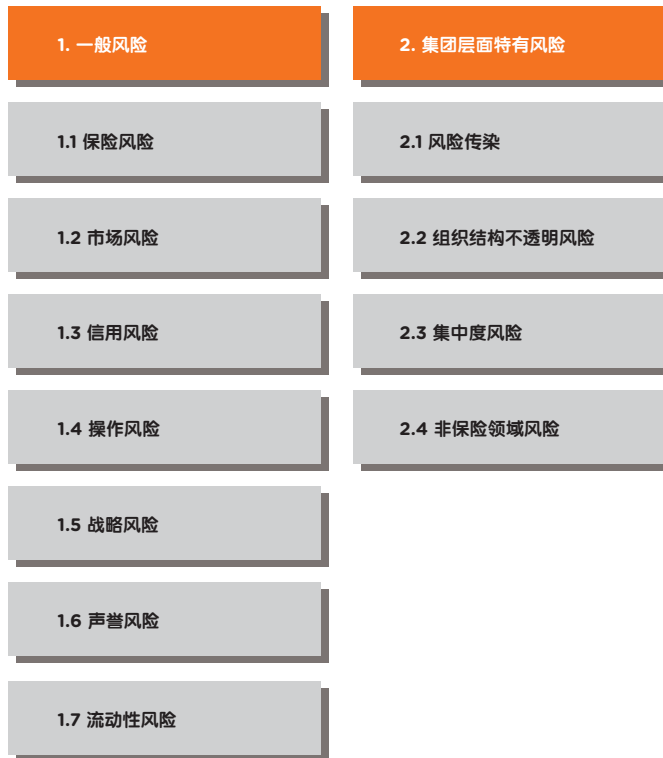 1. 一般风险
1.1 保险风险
1.2 市场风险
1.3 信用风险
1.4 操作风险
1.5 战略风险
1.6 声誉风险
1.7 流动性风险
2. 集团层面特有风险
2.1 风险传染
2.2 组织结构不透明风险
2.3 集中度风险
2.4 非保险领域风险